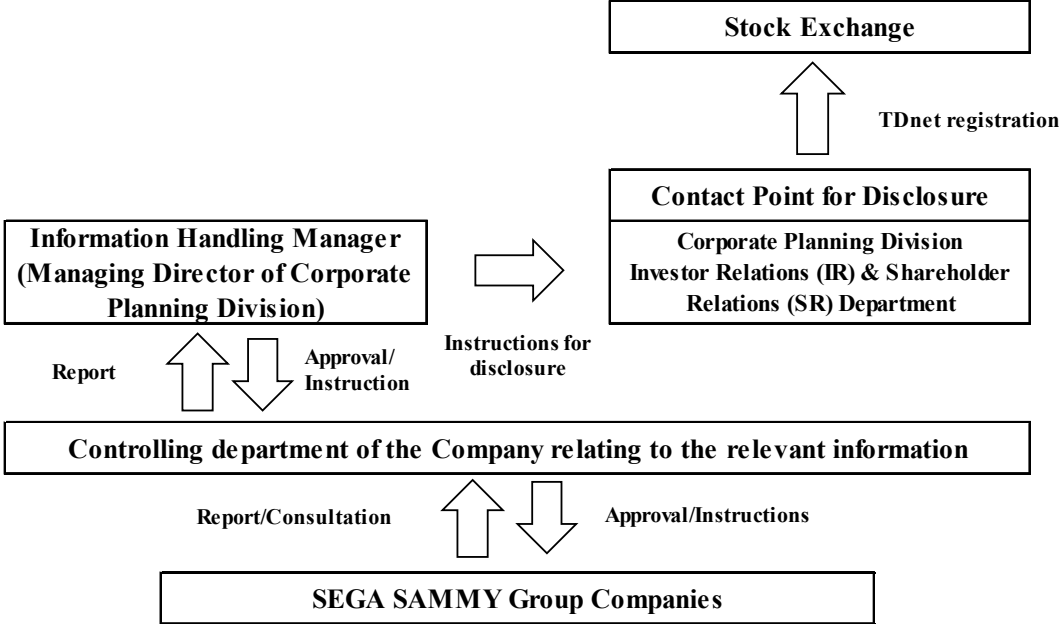 Stock Exchange
TDnet registration
Contact Point for Disclosure
Corporate Planning Division
Investor Relations (IR) & Shareholder
Relations (SR) Department
Information Handling Manager
(Managing Director of Corporate
Planning Division)
Instructions for
disclosure
Report
Approval/
Instruction
Controlling department of the Company relating to the relevant information
Report/Consultation
Approval/Instructions
SEGA SAMMY Group Companies